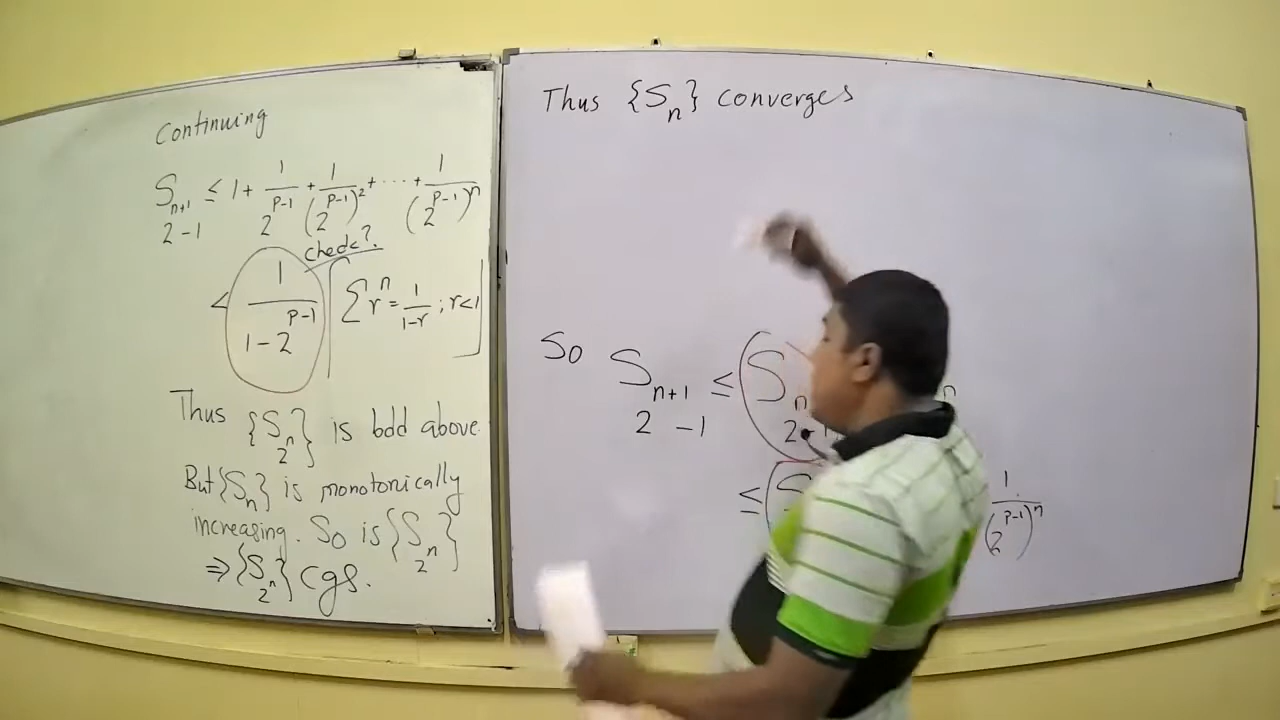 Continuing
S_{2^{n+1}-1} ≤ 1 + 1/2^{p-1} + 1/(2^{p-1})^2 + ... + 1/(2^{p-1})^n
check?
< 1/(1-2^{p-1}) [Σ r^n = 1/(1-r) ; r<1]
Thus {S_{2^n}} is bdd above.
But {S_n} is monotonically
increasing. So is {S_{2^n}}
⇒ {S_{2^n}} cgs.
Thus {S_n} converges
So S_{2^{n+1}-1} ≤ S_{2^n
≤ S 1/(2^{p-1})^n